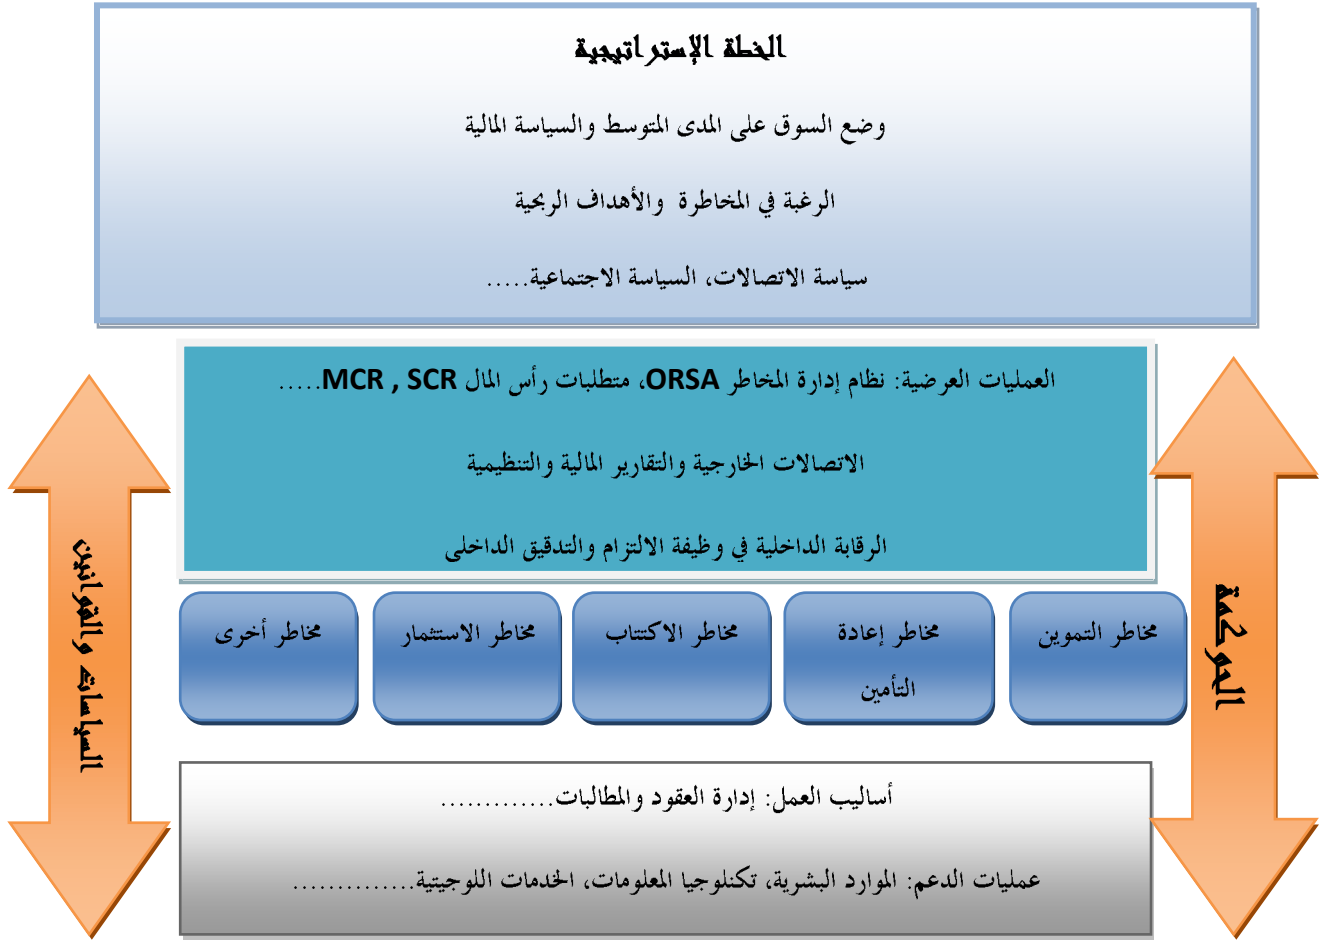 الخطة الإستراتيجية
وضع السوق على المدى المتوسط والسياسة المالية
الرغبة في المخاطرة والأهداف الربحية
سياسة الاتصالات، السياسة الاجتماعية.....
العمليات العرضية: نظام إدارة المخاطر ORSA، متطلبات رأس المال MCR , SCR.....
الاتصالات الخارجية والتقارير المالية والتنظيمية
الرقابة الداخلية في وظيفة الالتزام والتدقيق الداخلى
الحوكمة
مخاطر التموين
مخاطر إعادة
التأمين
مخاطر الاكتتاب
مخاطر الاستثمار
مخاطر أخرى
السياسات والقوانين
أساليب العمل: إدارة العقود والمطالبات.............
عمليات الدعم: الموارد البشرية، تكنلوجيا المعلومات، الخدمات اللوجيتية..............